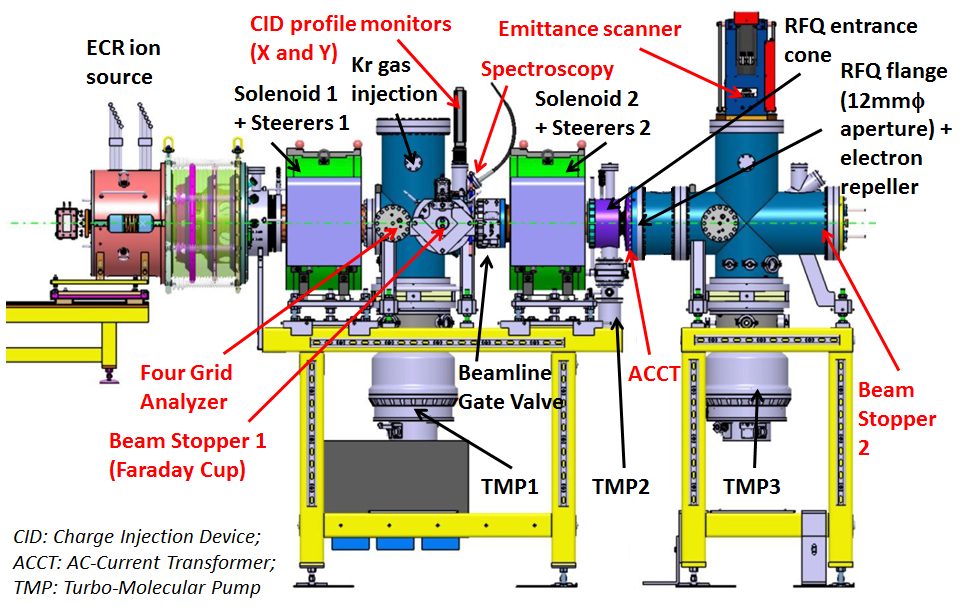 ECR ion
source
CID profile monitors
(X and Y)
Kr gas
injection
Solenoid 1
+ Steerers 1
Spectroscopy
Emittance scanner
Solenoid 2
+ Steerers 2
RFQ entrance
cone
RFQ flange
(12mmϕ
aperture) +
electron
repeller
Four Grid
Analyzer
Beam Stopper 1
(Faraday Cup)
Beamline
Gate Valve
ACCT
Beam
Stopper
2
TMP1
TMP2
TMP3
CID: Charge Injection Device;
ACCT: AC-Current Transformer;
TMP: Turbo-Molecular Pump